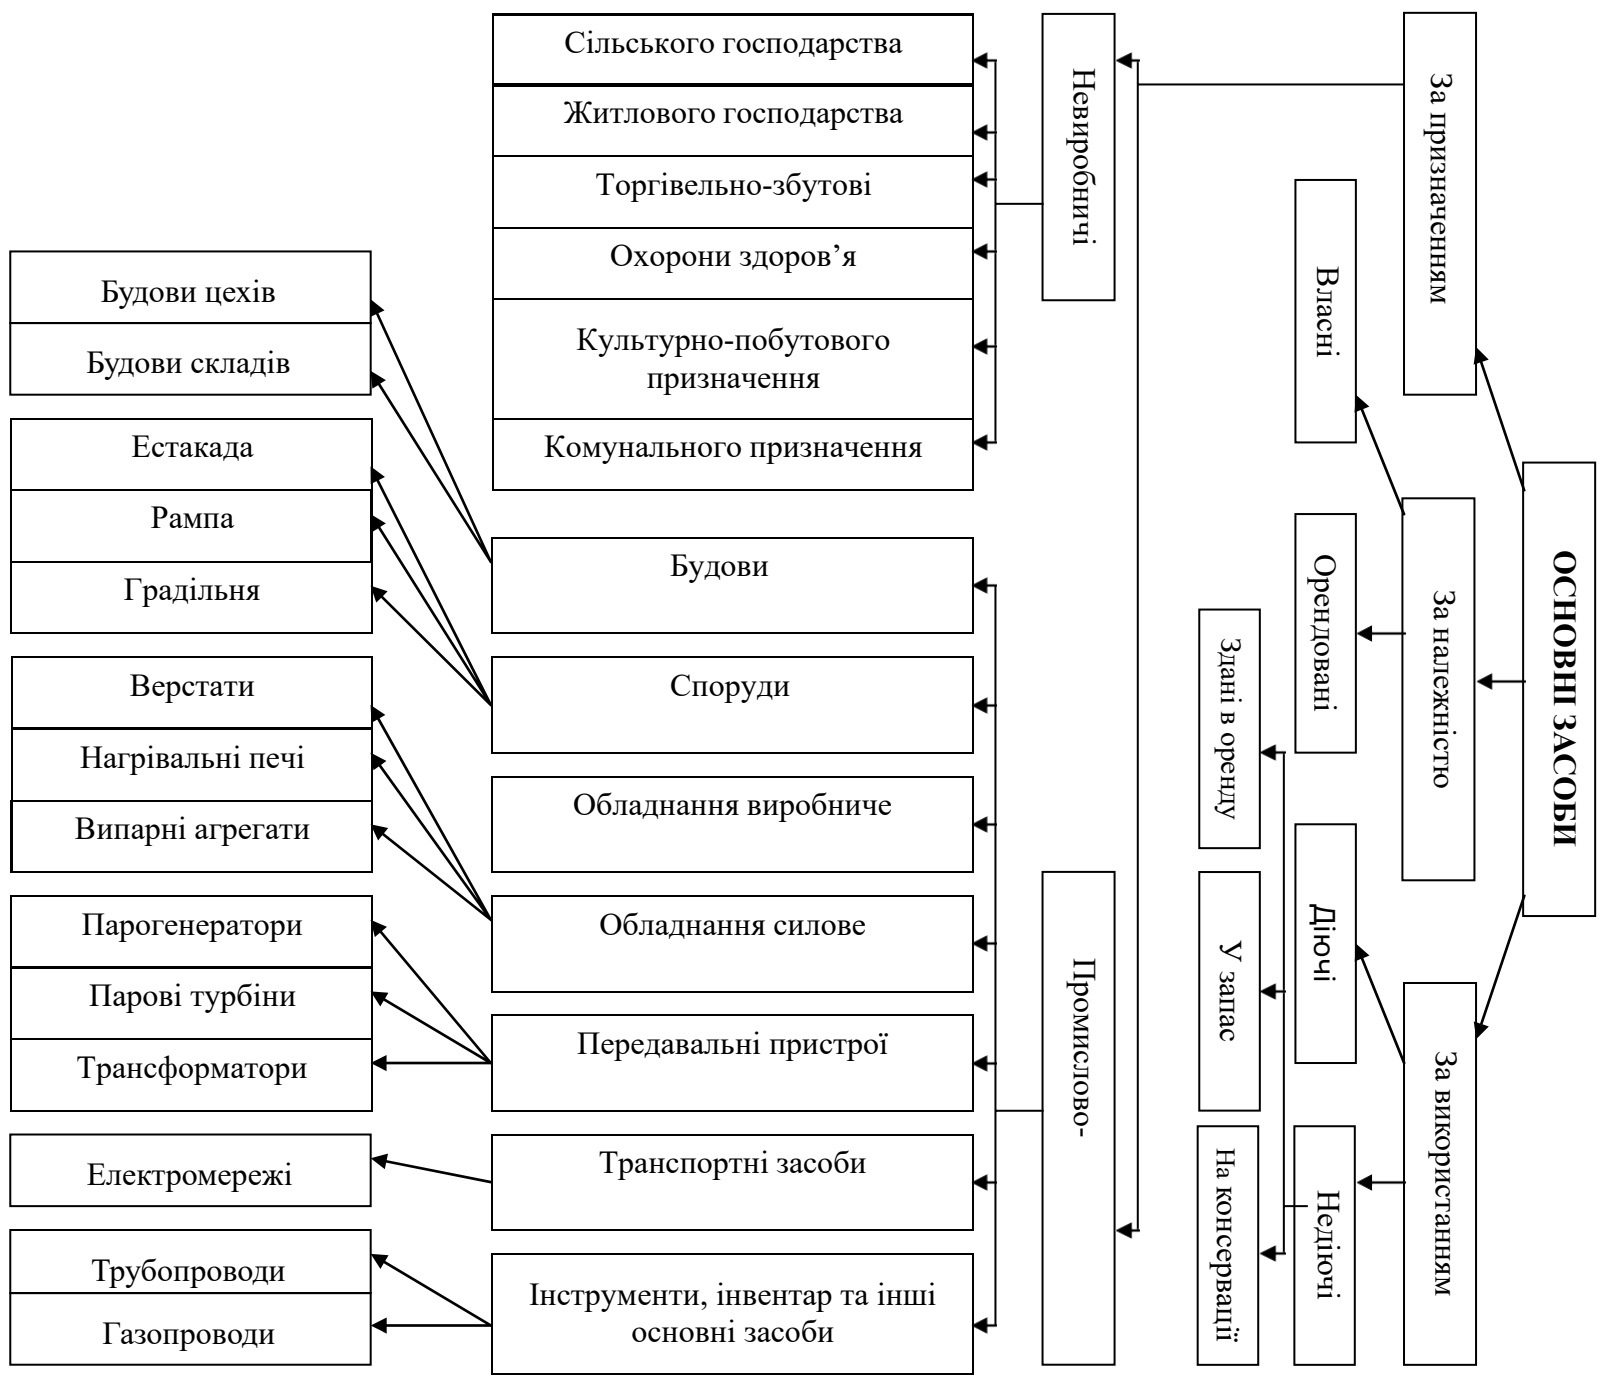 ОСНОВНІ ЗАСОБИ
За призначенням
За належністю
За використанням
Власні
Орендовані
Діючі
Недіючі
Здані в оренду
У запас
На консервації
Невиробничі
Промислово-
Сільського господарства
Житлового господарства
Торгівельно-збутові
Охорони здоров’я
Культурно-побутового
призначення
Комунального призначення
Будови
Споруди
Обладнання виробниче
Обладнання силове
Передавальні пристрої
Транспортні засоби
Інструменти, інвентар та інші
основні засоби
Будови цехів
Будови складів
Естакада
Рампа
Градільня
Верстати
Нагрівальні печі
Випарні агрегати
Парогенератори
Парові турбіни
Трансформатори
Електромережі
Трубопроводи
Газопроводи